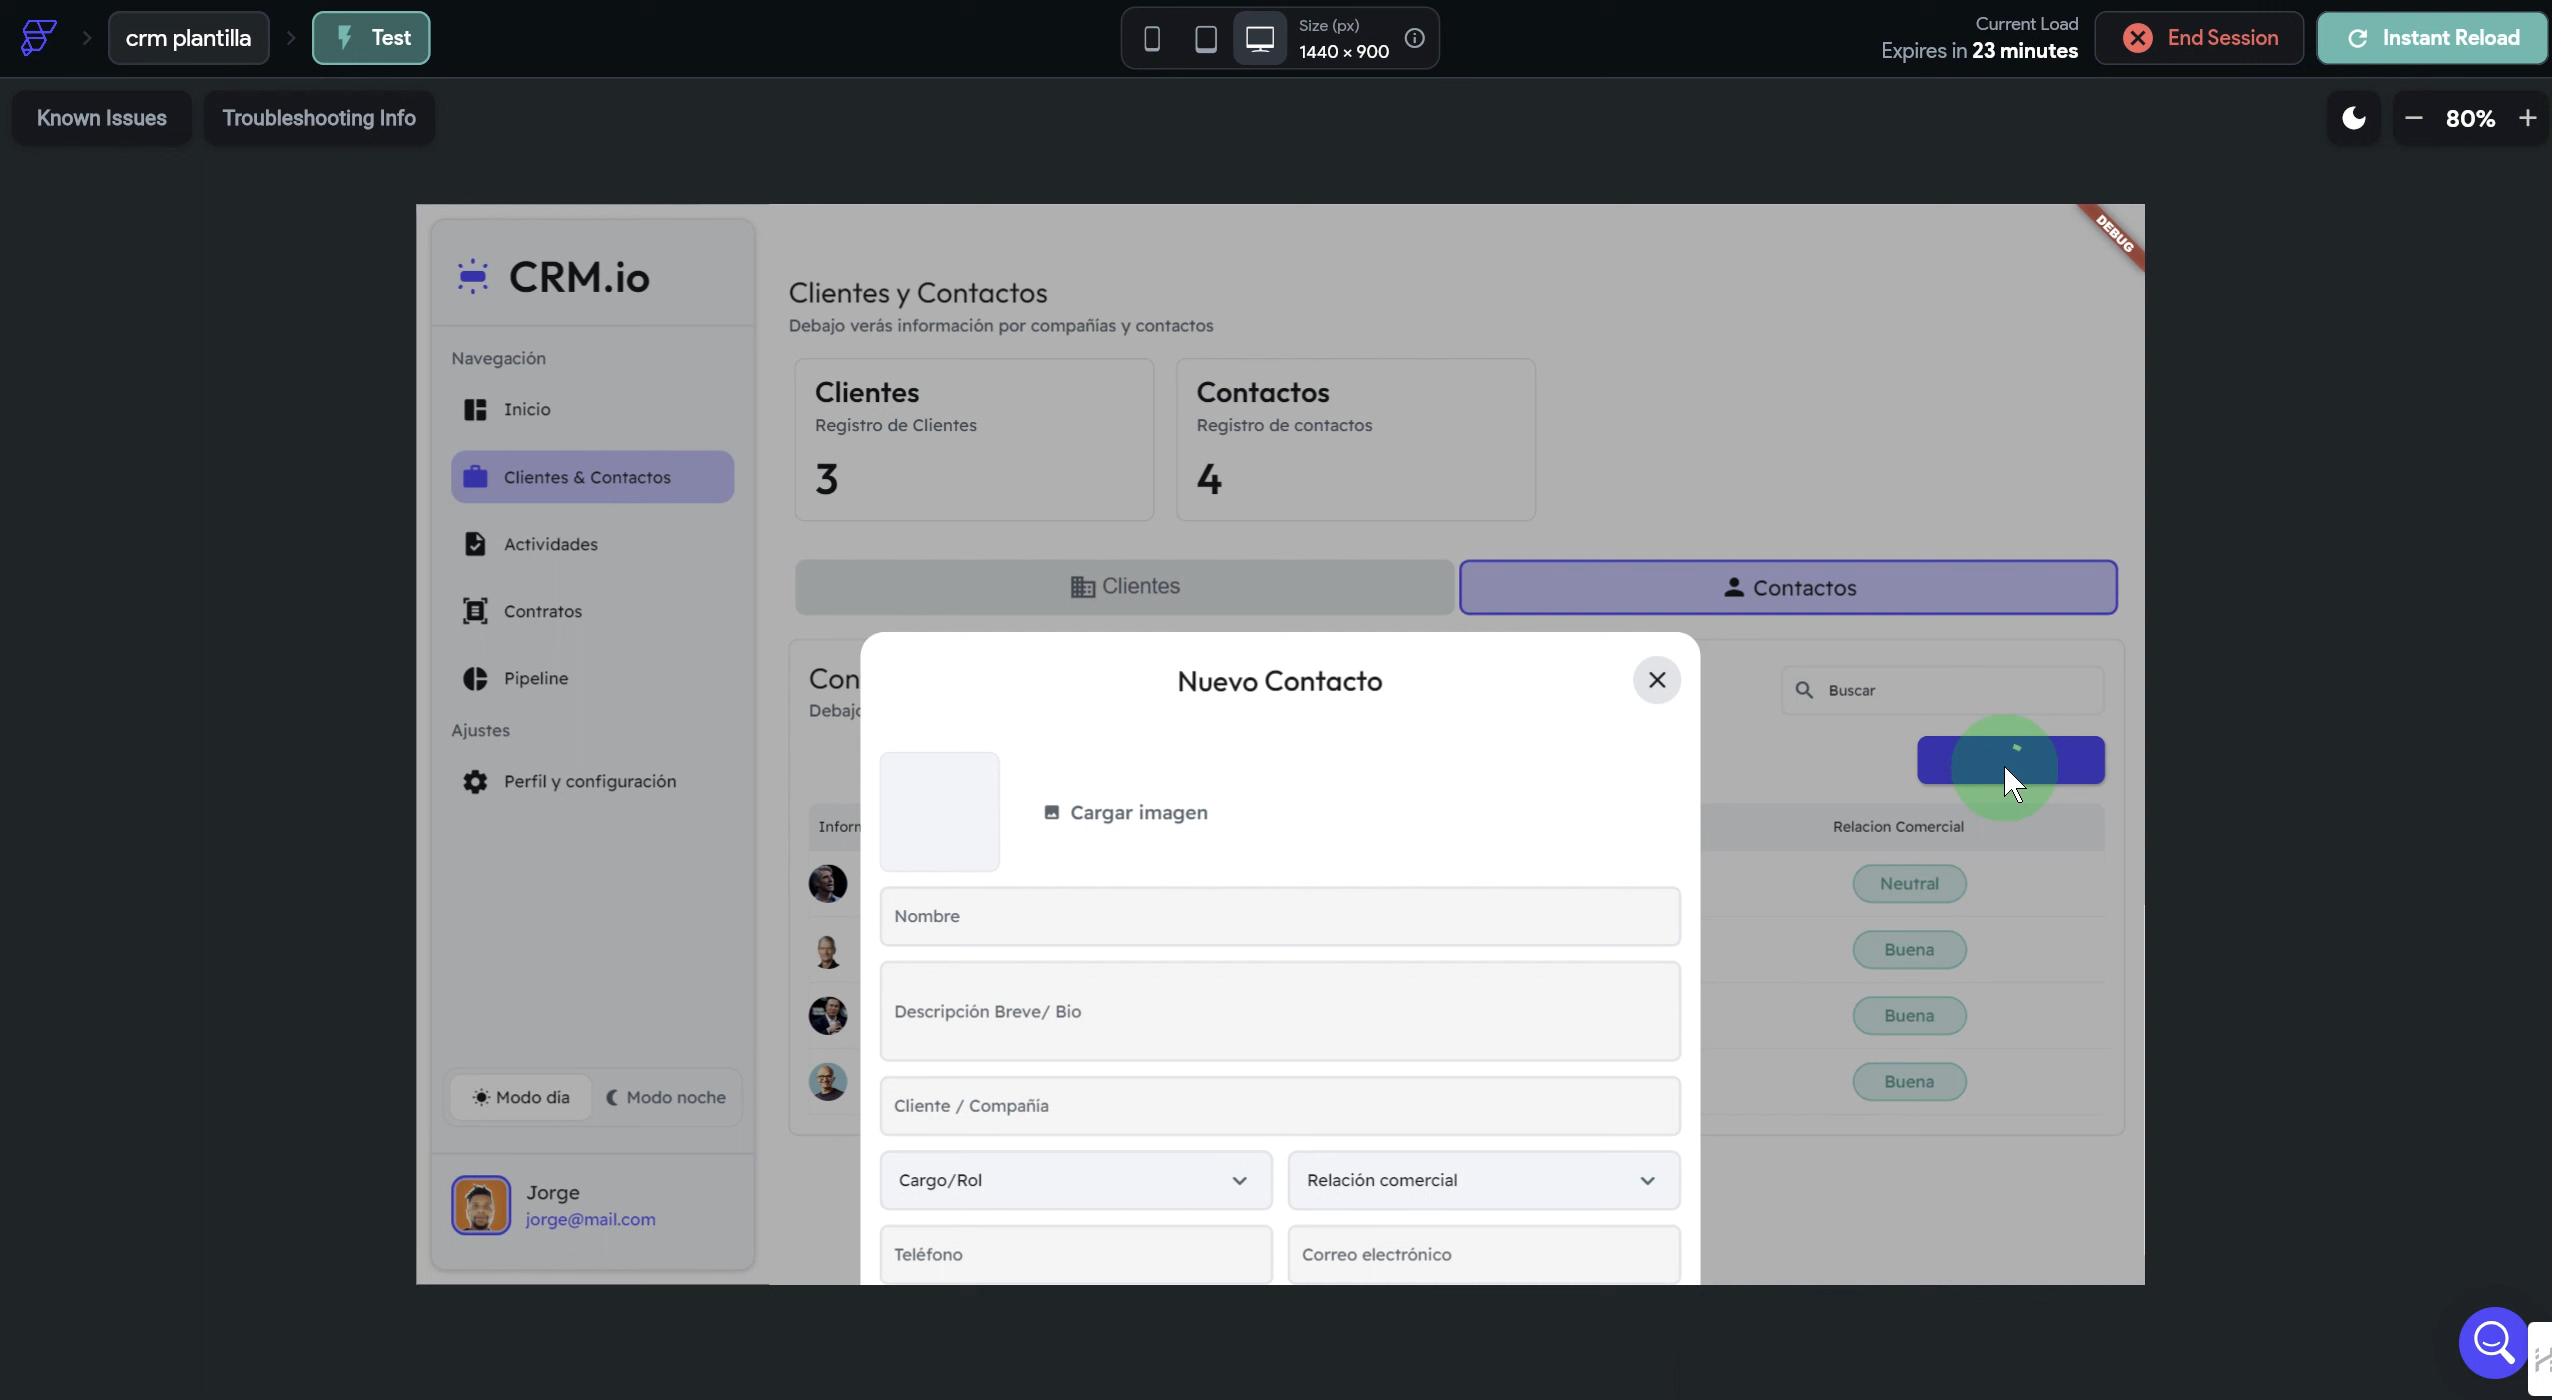 crm plantilla
Test
Size (px)
1440 × 900
Current Load
Expires in 23 minutes
End Session
Instant Reload
Known Issues
Troubleshooting Info
80%
DEBUG
CRM.io
Navegación
Inicio
Clientes & Contactos
Actividades
Contratos
Pipeline
Ajustes
Perfil y configuración
Modo día
Modo noche
Jorge
jorge@mail.com
Clientes y Contactos
Debajo verás información por compañías y contactos
Clientes
Registro de Clientes
3
Contactos
Registro de contactos
4
Clientes
Contactos
Con
Debajo
Buscar
Inform
Relacion Comercial
Neutral
Buena
Buena
Buena
Nuevo Contacto
Cargar imagen
Nombre
Descripción Breve/ Bio
Cliente / Compañía
Cargo/Rol
Relación comercial
Teléfono
Correo electrónico